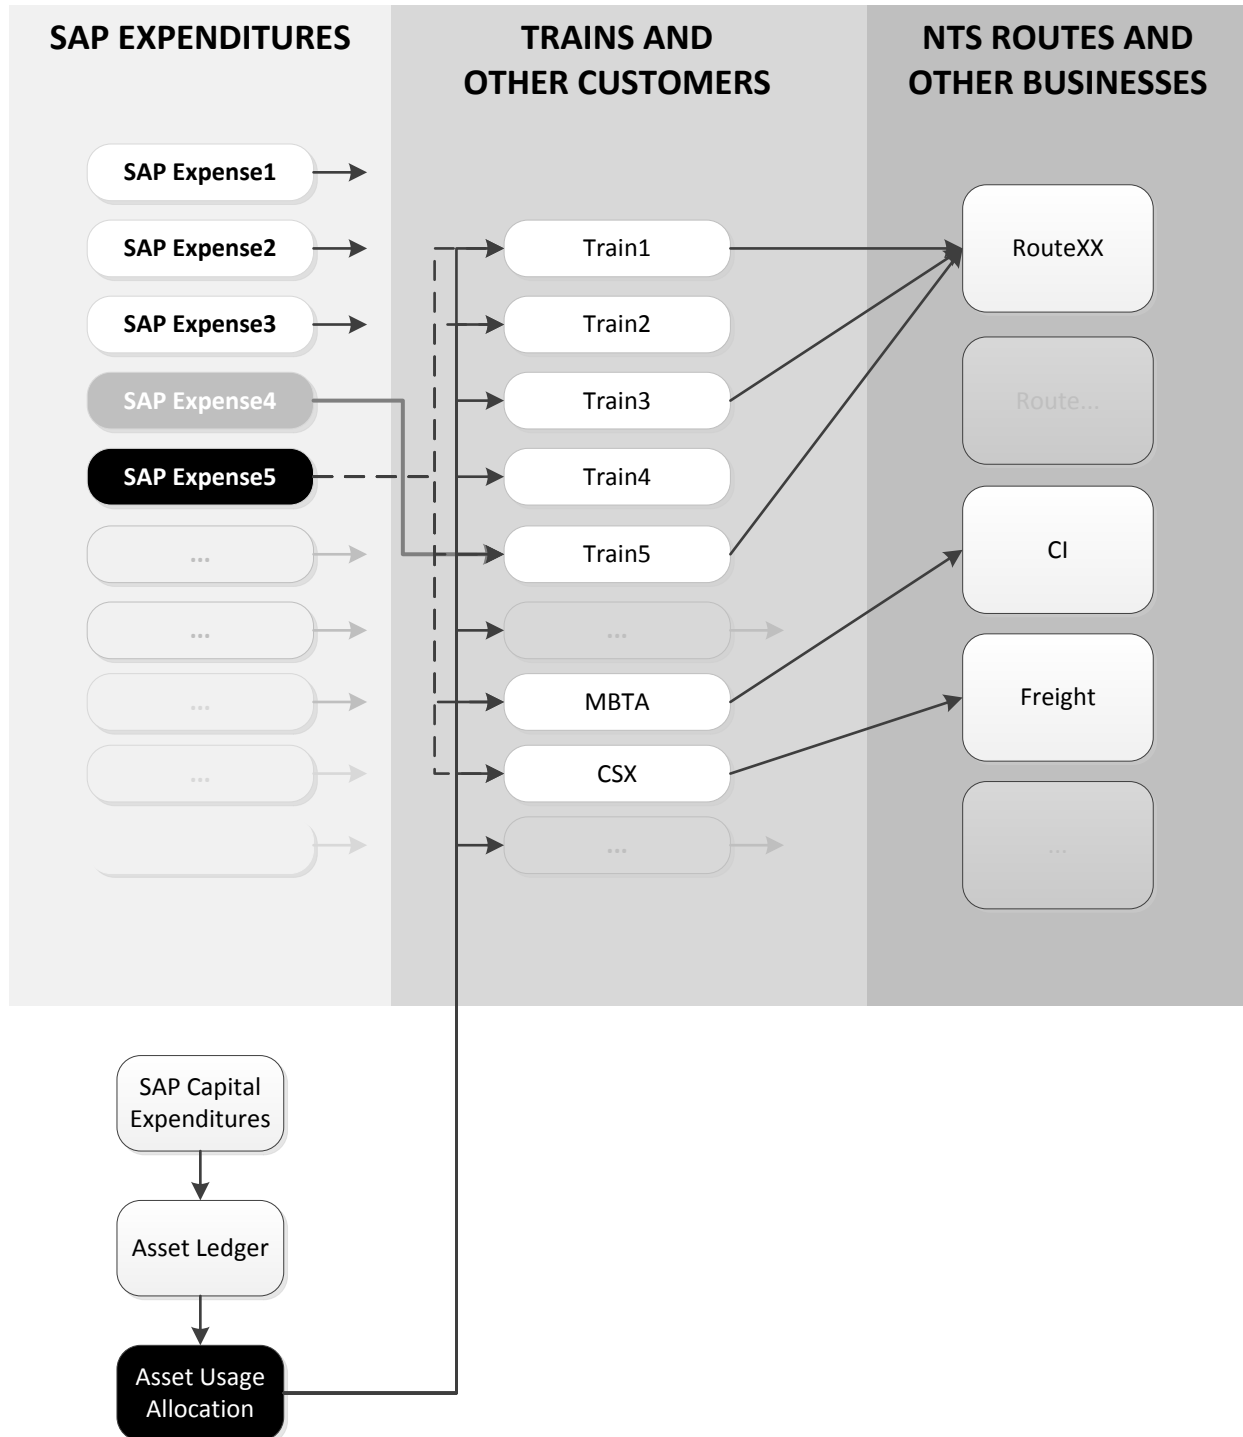 SAP EXPENDITURES
TRAINS AND
OTHER CUSTOMERS
NTS ROUTES AND
OTHER BUSINESSES
SAP Expense1
SAP Expense2
SAP Expense3
SAP Expense4
SAP Expense5
...
...
...
...
Train1
Train2
Train3
Train4
Train5
...
MBTA
CSX
...
RouteXX
Route...
CI
Freight
...
SAP Capital
Expenditures
Asset Ledger
Asset Usage
Allocation